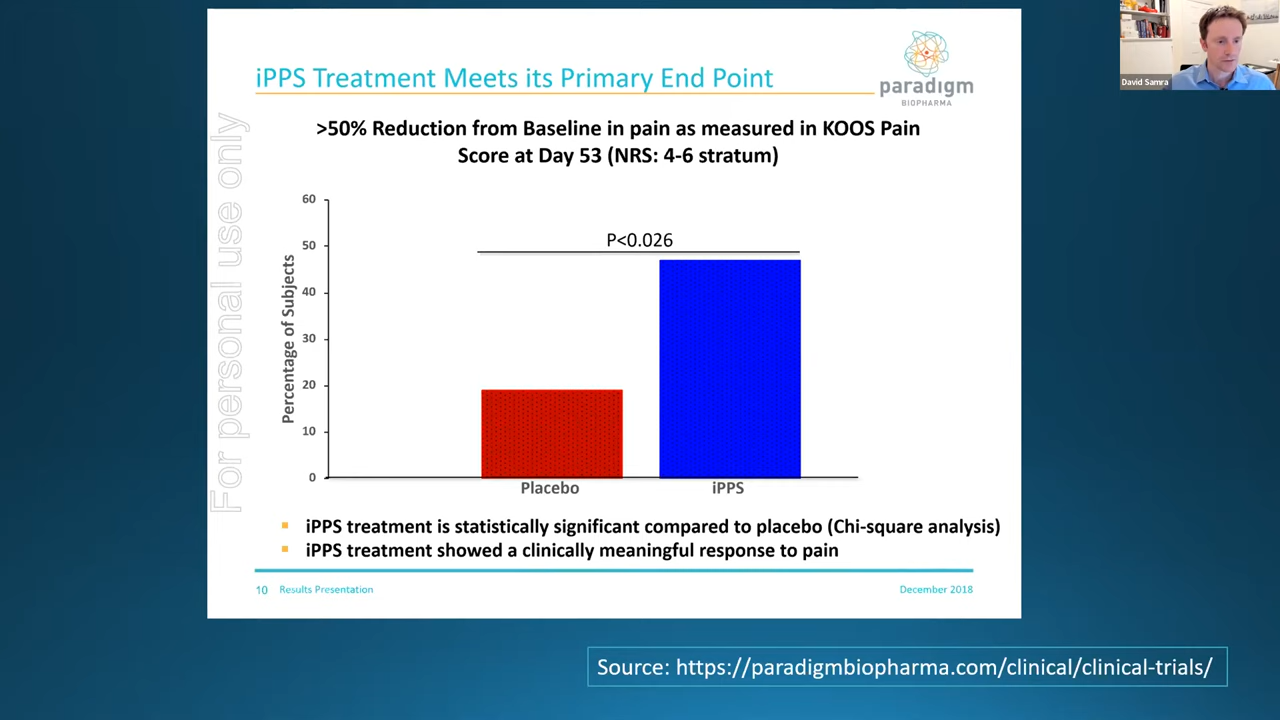 David Samra
iPPS Treatment Meets its Primary End Point
paradigm
BIOPHARMA
For personal use only
>50% Reduction from Baseline in pain as measured in KOOS Pain
Score at Day 53 (NRS: 4-6 stratum)
Percentage of Subjects
60
50
40
30
20
10
0
P<0.026
Placebo
iPPS
iPPS treatment is statistically significant compared to placebo (Chi-square analysis)
iPPS treatment showed a clinically meaningful response to pain
10 Results Presentation
December 2018
Source: https://paradigmbiopharma.com/clinical/clinical-trials/